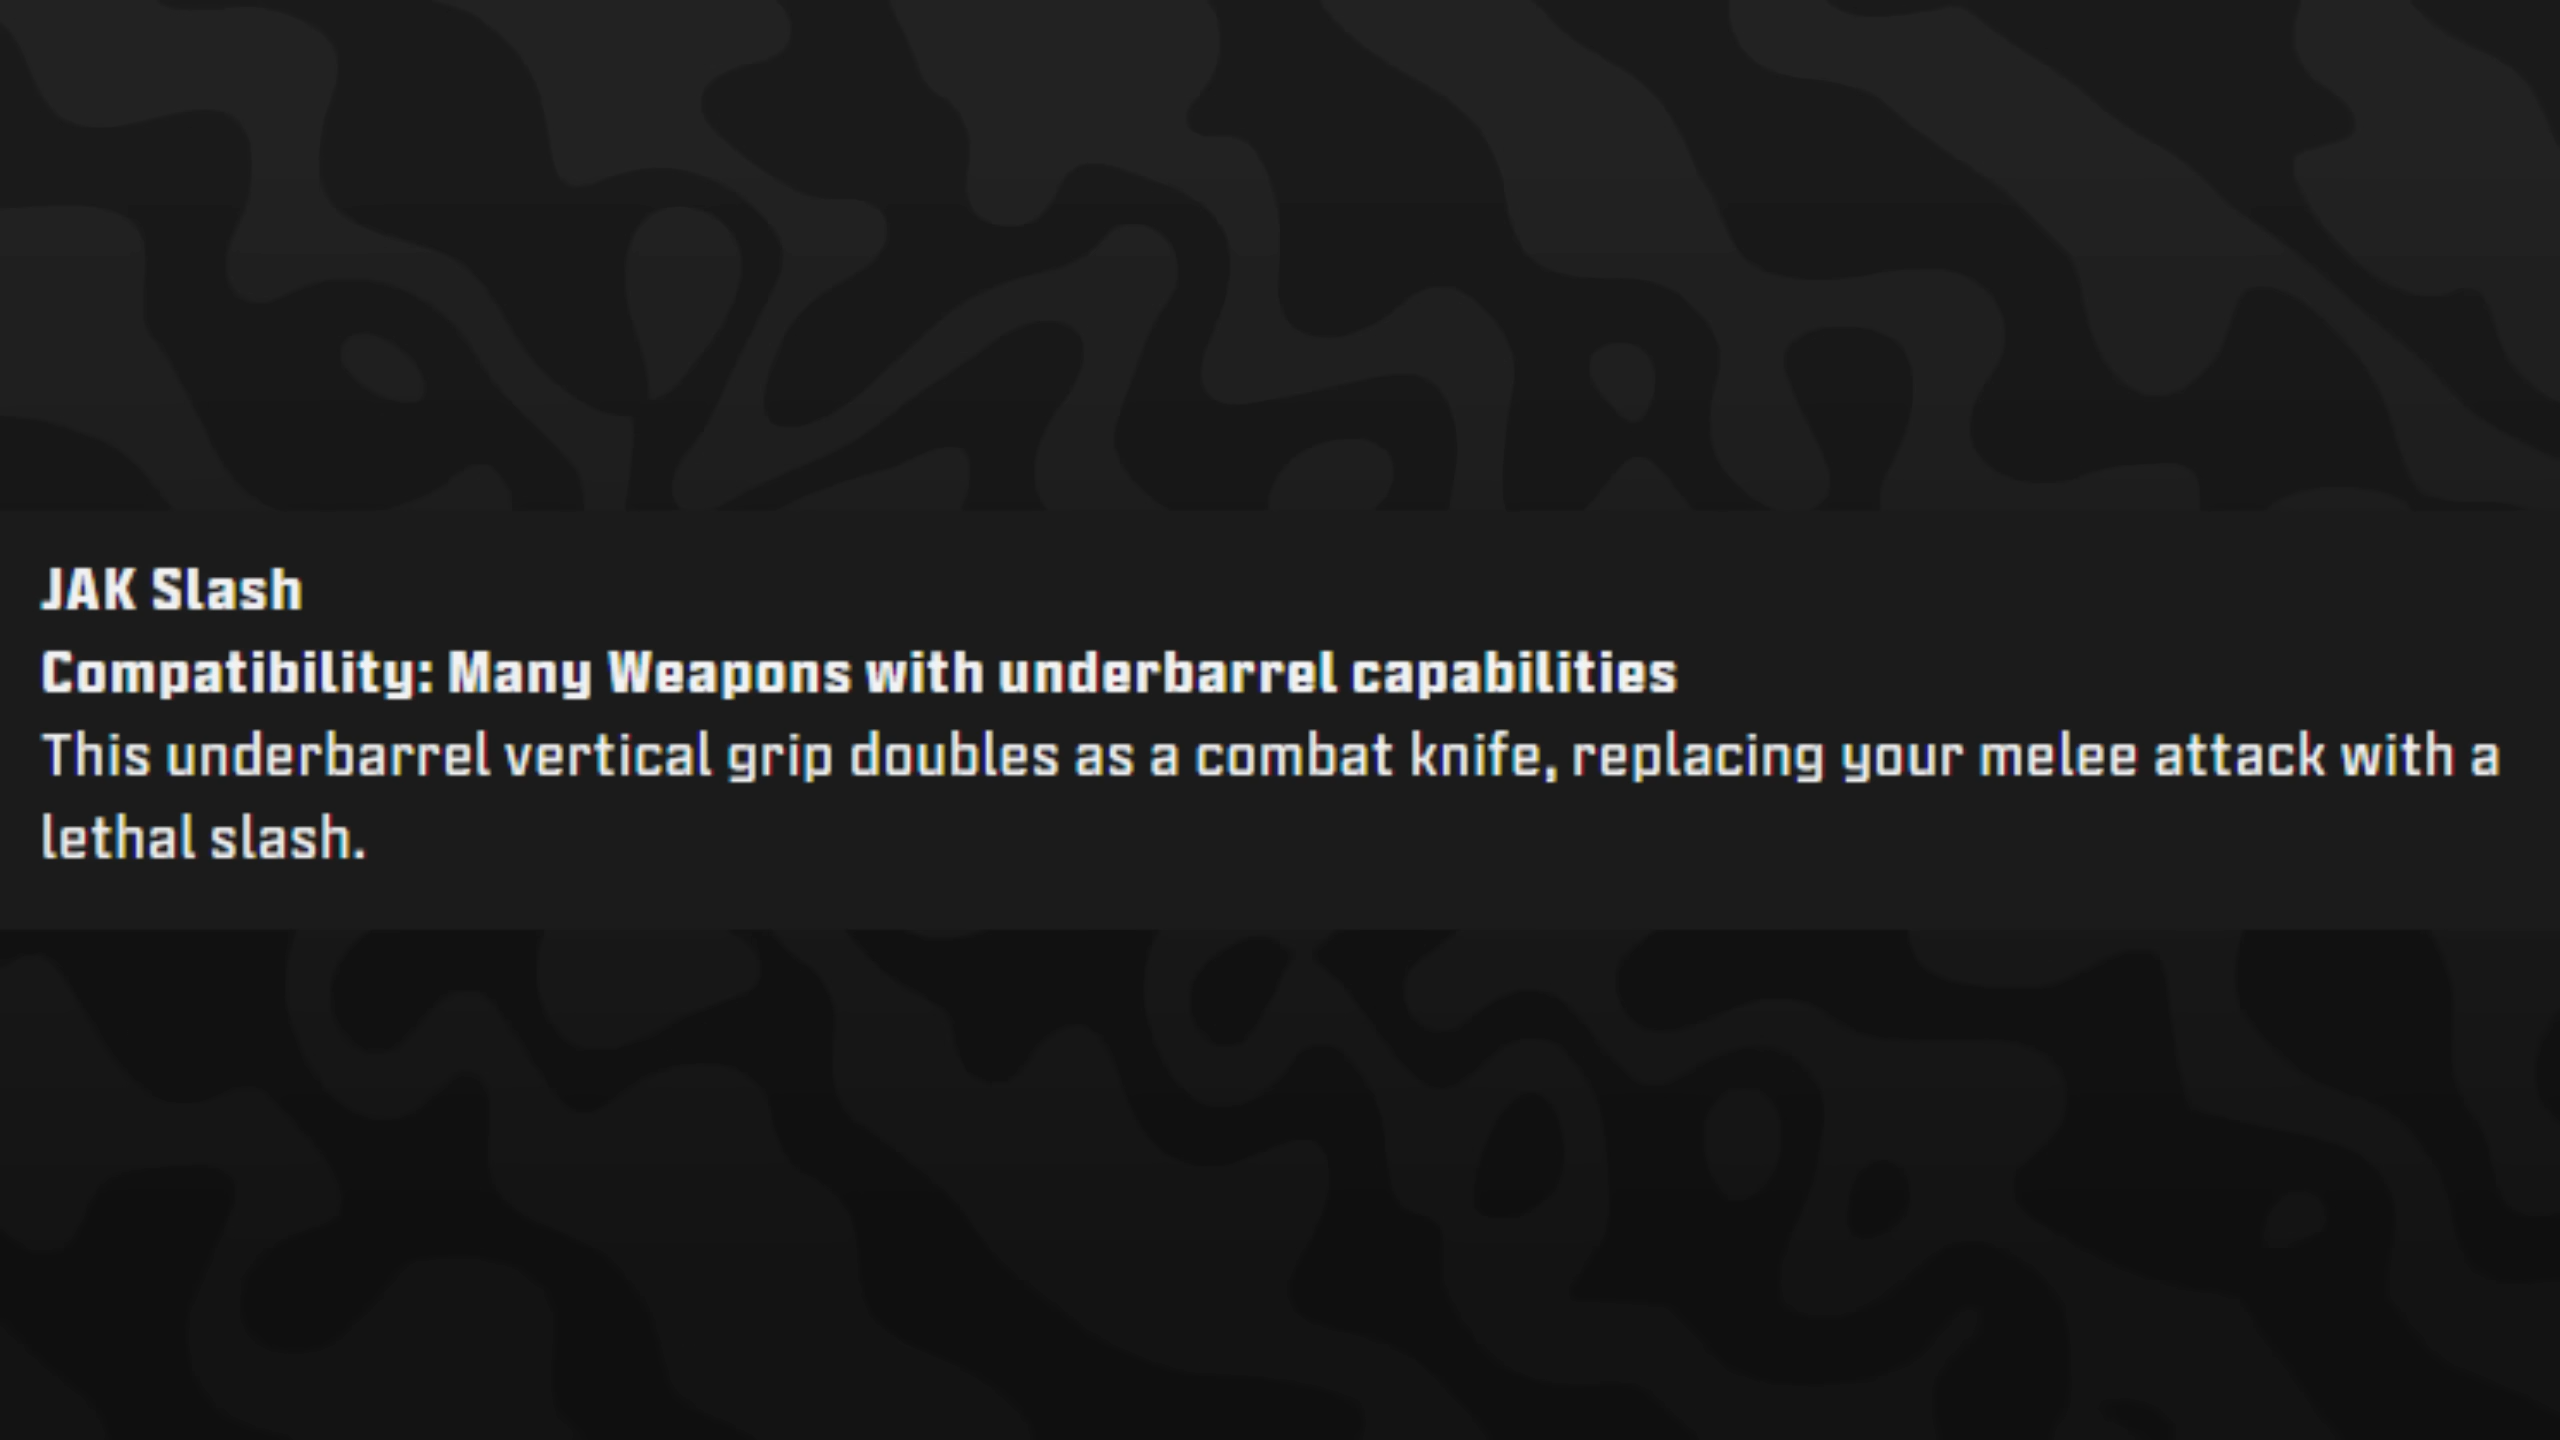 JAK Slash
Compatibility: Many Weapons with underbarrel capabilities
This underbarrel vertical grip doubles as a combat knife, replacing your melee attack with a
lethal slash.